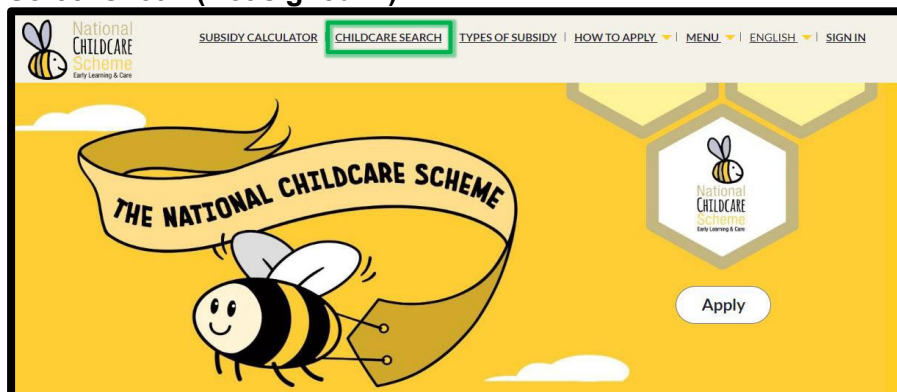 National
CHILDCARE
Scheme
Early Learning & Care
SUBSIDY CALCULATOR | CHILDCARE SEARCH | TYPES OF SUBSIDY | HOW TO APPLY | MENU | ENGLISH | SIGN IN
THE NATIONAL CHILDCARE SCHEME
National
CHILDCARE
Scheme
Early Learning & Care
Apply